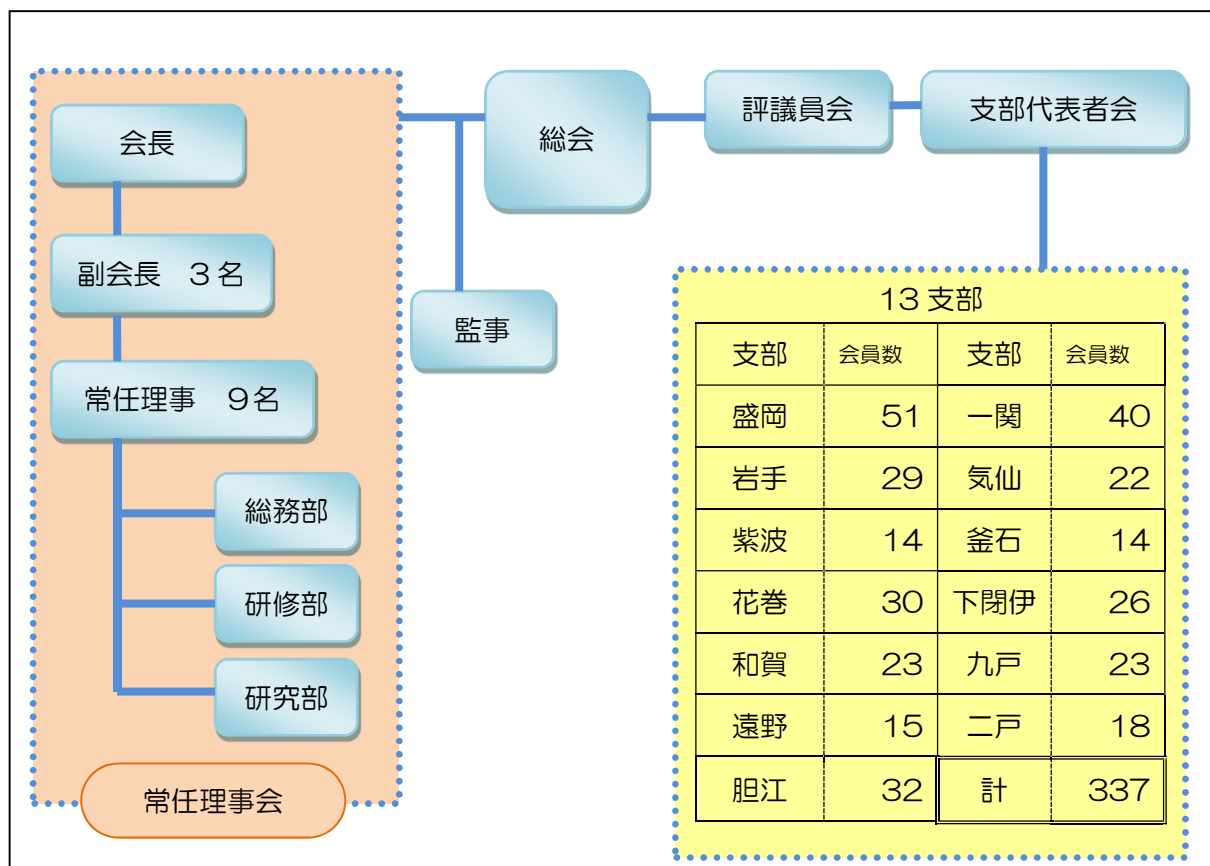 会長
副会長　３名
常任理事　９名
総務部
研修部
研究部
常任理事会
監事
総会
評議員会
支部代表者会
13 支部
支部 会員数 支部 会員数
盛岡 51 一関 40
岩手 29 気仙 22
紫波 14 釜石 14
花巻 30 下閉伊 26
和賀 23 九戸 23
遠野 15 二戸 18
胆江 32 計 337